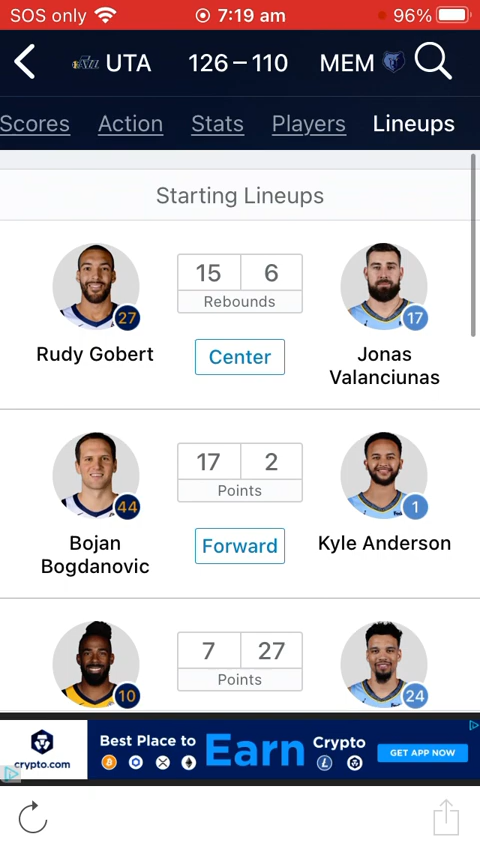 SOS only 7:19 am 96%
UTA 126 – 110 MEM
Scores Action Stats Players Lineups
Starting Lineups
15 6
Rebounds
27 17
Rudy Gobert Center Jonas Valanciunas
17 2
Points
44 1
Bojan Bogdanovic Forward Kyle Anderson
7 27
Points
10 24
crypto.com Best Place to Earn Crypto GET APP NOW